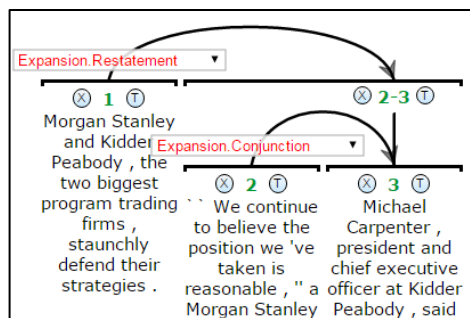 Expansion.Restatement ▼
X 1 T
X 2-3 T
Morgan Stanley
and Kidder
Peabody , the
two biggest
program trading
firms ,
staunchly
defend their
strategies .
Expansion.Conjunction ▼
X 2 T
`` We continue
to believe the
position we 've
taken is
reasonable , '' a
Morgan Stanley
X 3 T
Michael
Carpenter ,
president and
chief executive
officer at Kidder
Peabody , said